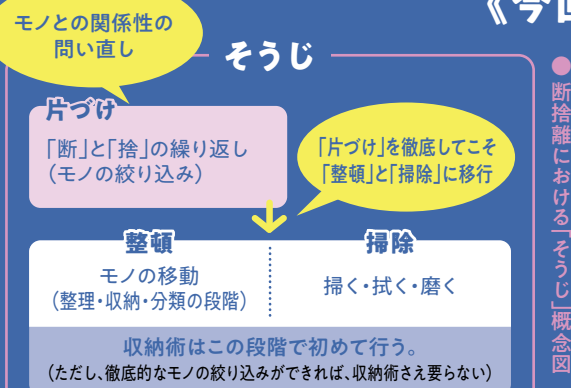 《今回
モノとの関係性の
問い直し
そうじ
片づけ
「断」と「捨」の繰り返し
（モノの絞り込み）
「片づけ」を徹底してこそ
「整頓」と「掃除」に移行
整頓
モノの移動
（整理・収納・分類の段階）
掃除
掃く・拭く・磨く
収納術はこの段階で初めて行う。
（ただし、徹底的なモノの絞り込みができれば、収納術さえ要らない）
●断捨離における「そうじ」概念図